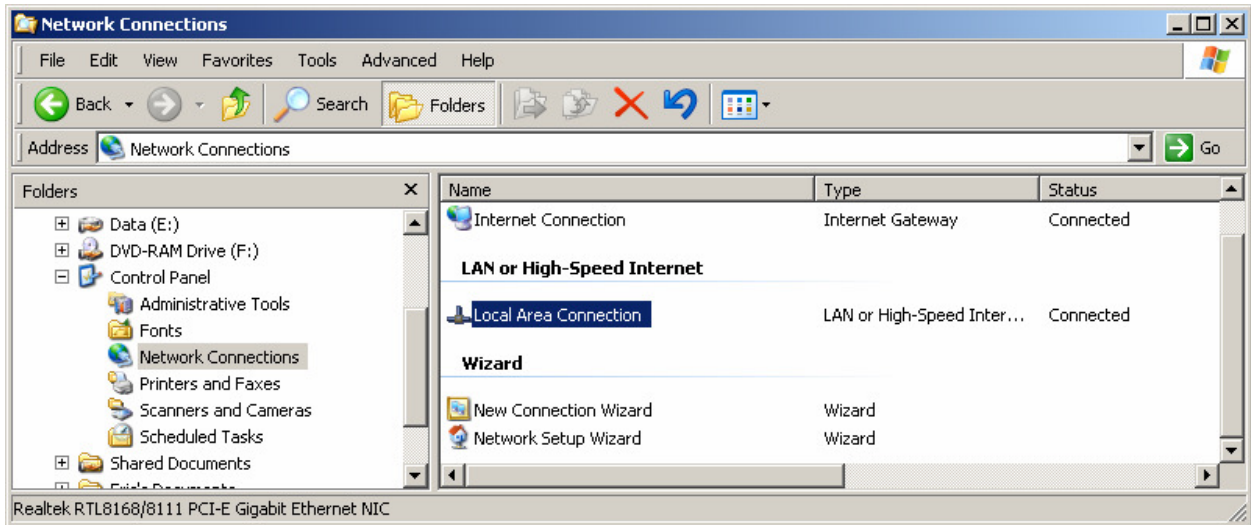 Network Connections
File Edit View Favorites Tools Advanced Help
Back Search Folders
Address Network Connections Go
Folders
Data (E:)
DVD-RAM Drive (F:)
Control Panel
Administrative Tools
Fonts
Network Connections
Printers and Faxes
Scanners and Cameras
Scheduled Tasks
Shared Documents
Name Type Status
Internet Connection Internet Gateway Connected
LAN or High-Speed Internet
Local Area Connection LAN or High-Speed Inter... Connected
Wizard
New Connection Wizard Wizard
Network Setup Wizard Wizard
Realtek RTL8168/8111 PCI-E Gigabit Ethernet NIC